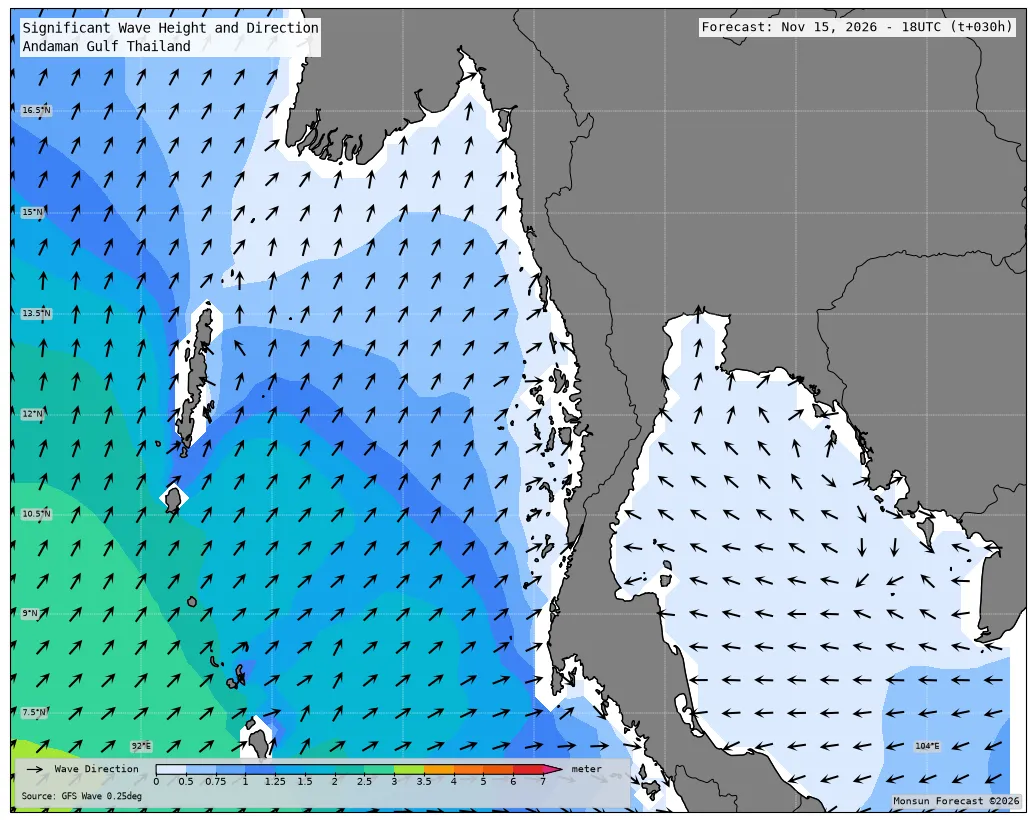 Significant Wave Height and Direction
Andaman Gulf Thailand
Forecast: Nov 15, 2026 - 18UTC (t+030h)
16.5°N
15°N
13.5°N
12°N
10.5°N
9°N
7.5°N
92°E
104°E
Wave Direction
meter
0 0.5 0.75 1 1.25 1.5 2 2.5 3 3.5 4 5 6 7
Source: GFS Wave 0.25deg
Monsun Forecast ©2026